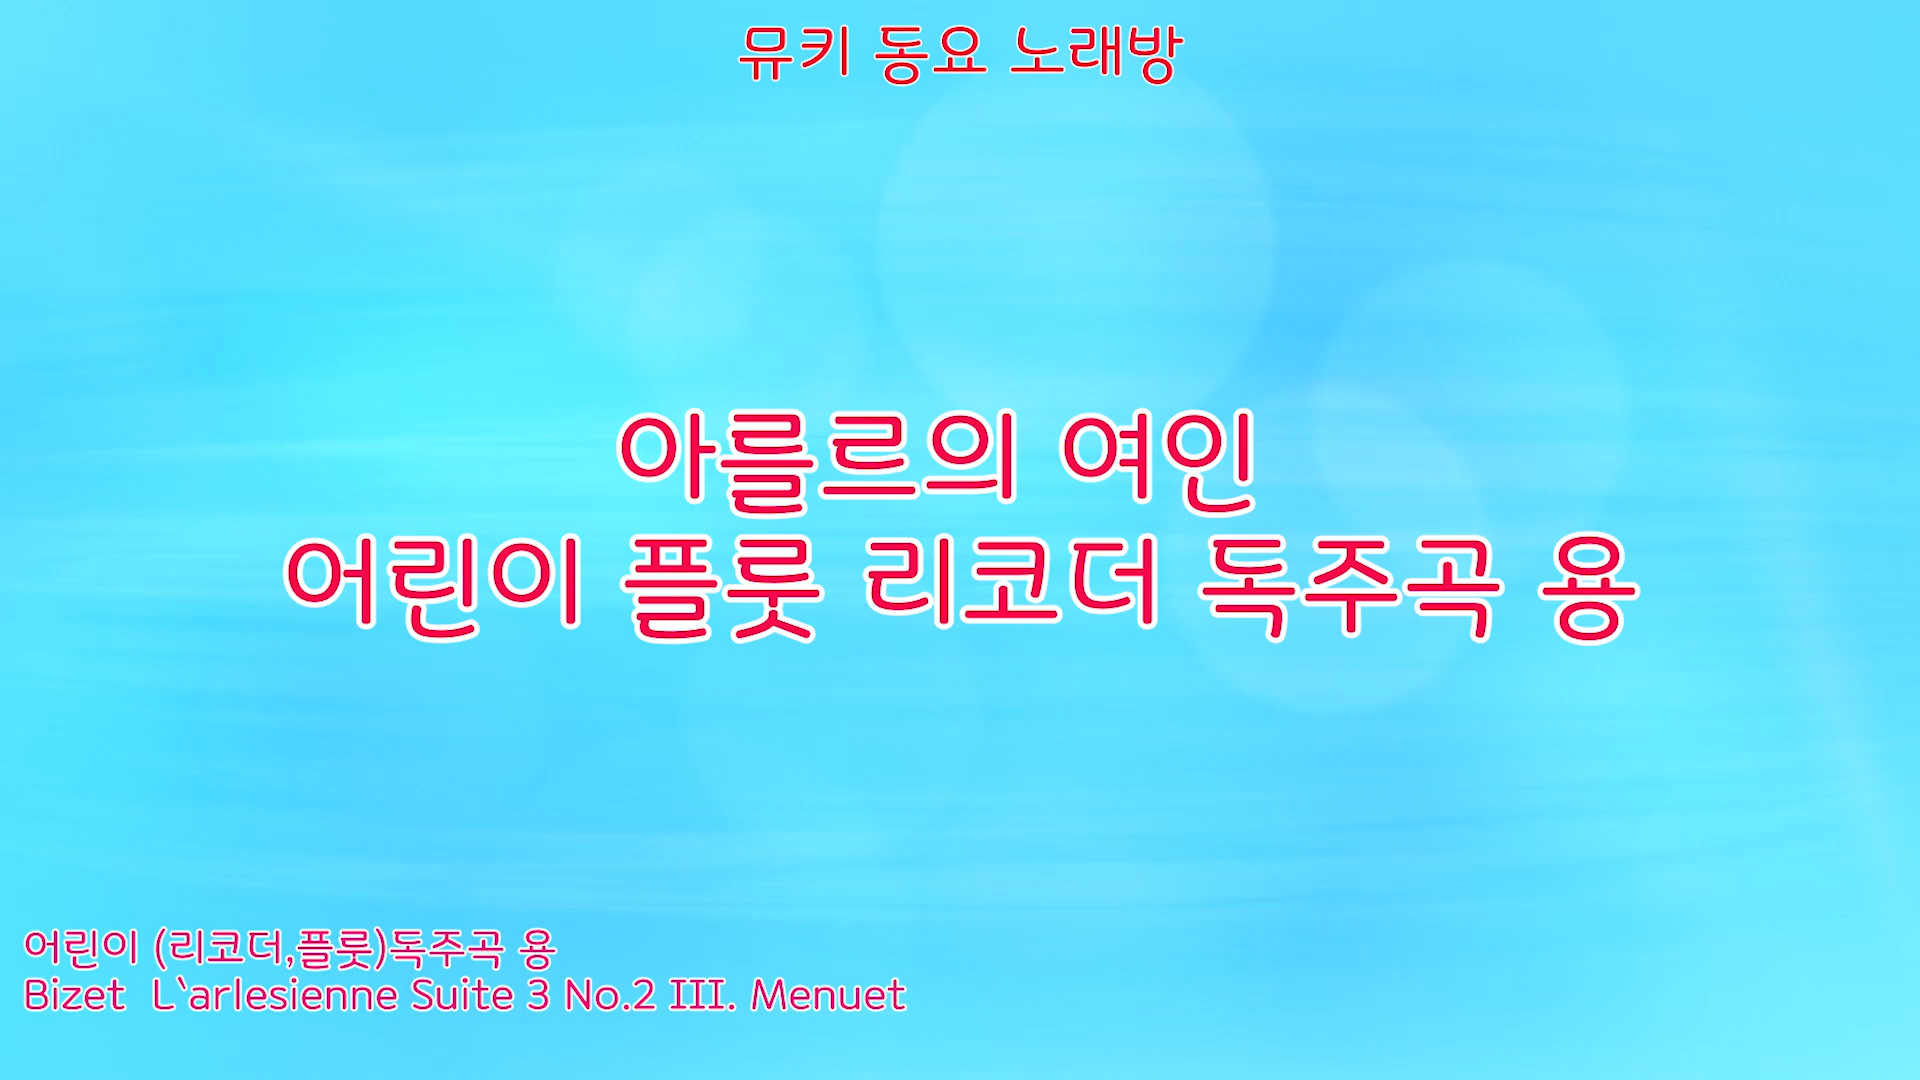 뮤키 동요 노래방
아를르의 여인
어린이 플룻 리코더 독주곡 용
어린이 (리코더,플룻)독주곡 용
Bizet  L`arlesienne Suite 3 No.2 III. Menuet